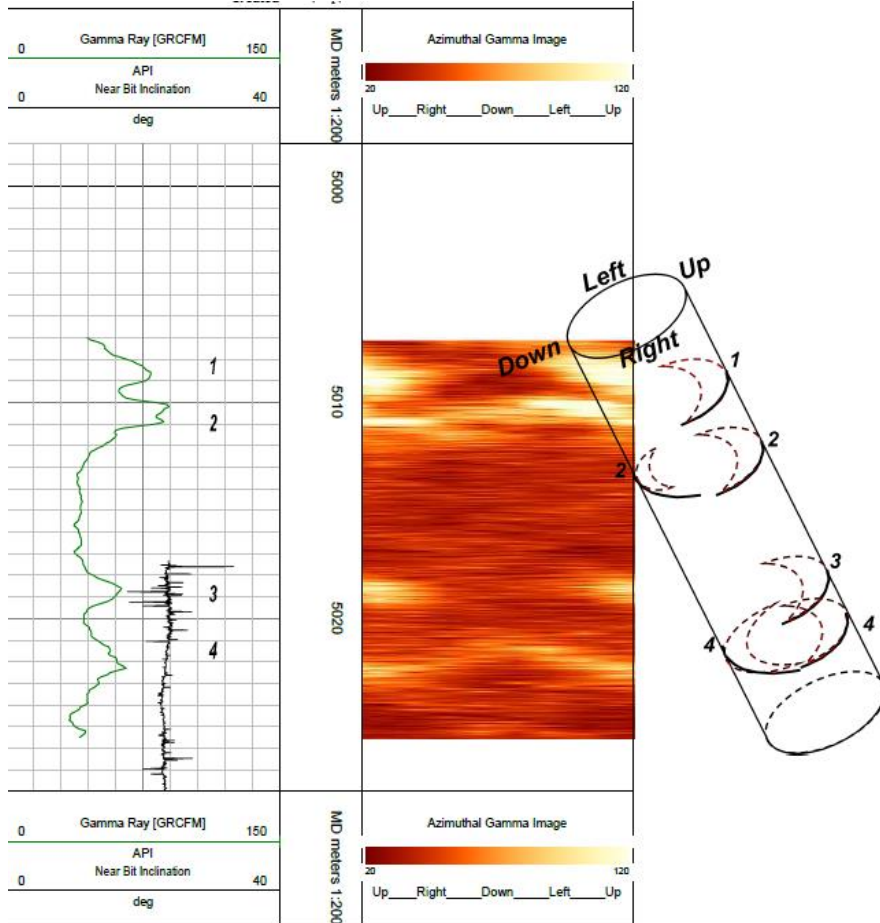 Gamma Ray [GRCFM]
0 150
API
Near Bit Inclination
0 40
deg
MD meters 1:200
Azimuthal Gamma Image
20 120
Up____Right____Down____Left____Up
5000
5010
5020
1
2
3
4
Left Up
Down Right
1
2
2
3
4
4
Gamma Ray [GRCFM]
0 150
API
Near Bit Inclination
0 40
deg
MD meters 1:200
Azimuthal Gamma Image
20 120
Up____Right____Down____Left____Up